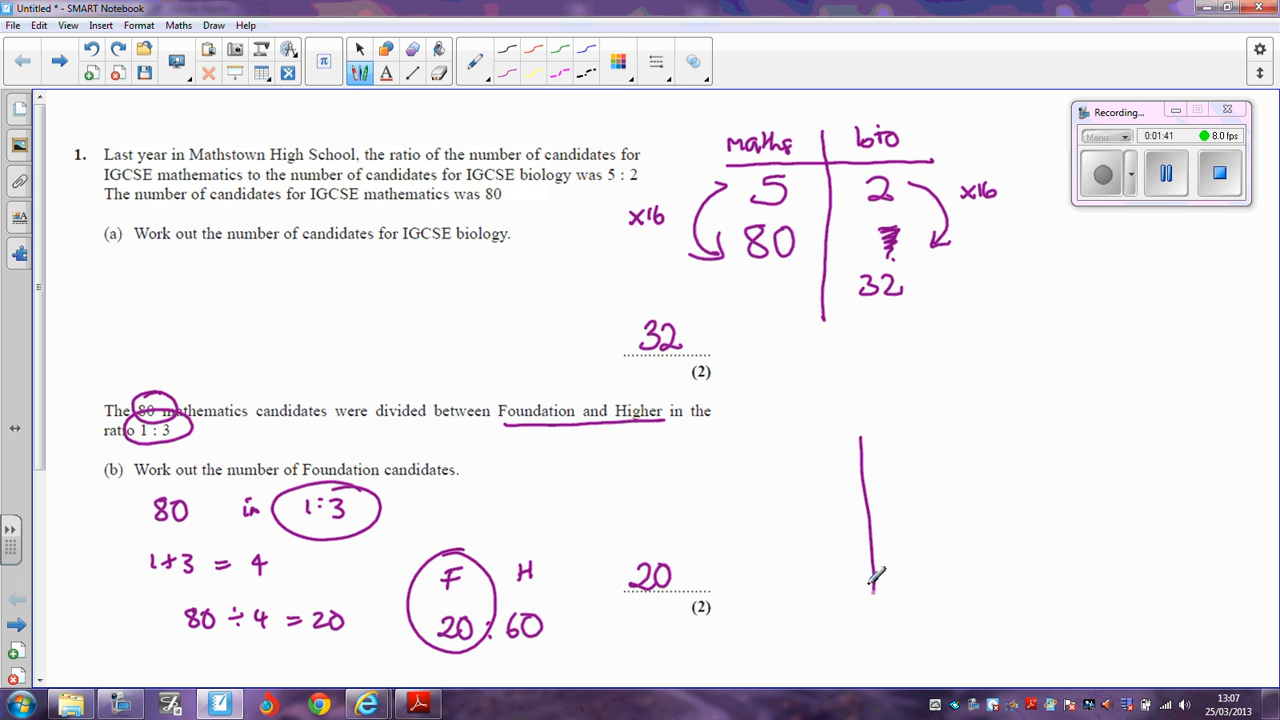 Untitled * - SMART Notebook
File Edit View Insert Format Maths Draw Help
Recording...
Menu:
0:01:41
8.0 fps
1. Last year in Mathstown High School, the ratio of the number of candidates for
IGCSE mathematics to the number of candidates for IGCSE biology was 5 : 2
The number of candidates for IGCSE mathematics was 80
(a) Work out the number of candidates for IGCSE biology.
maths bio
5 2
x16 x16
80 ?
32
32
(2)
The 80 mathematics candidates were divided between Foundation and Higher in the
ratio 1 : 3
(b) Work out the number of Foundation candidates.
80 in 1:3
1+3 = 4
80 ÷ 4 = 20
F H
20 : 60
20
(2)
13:07
25/03/2013